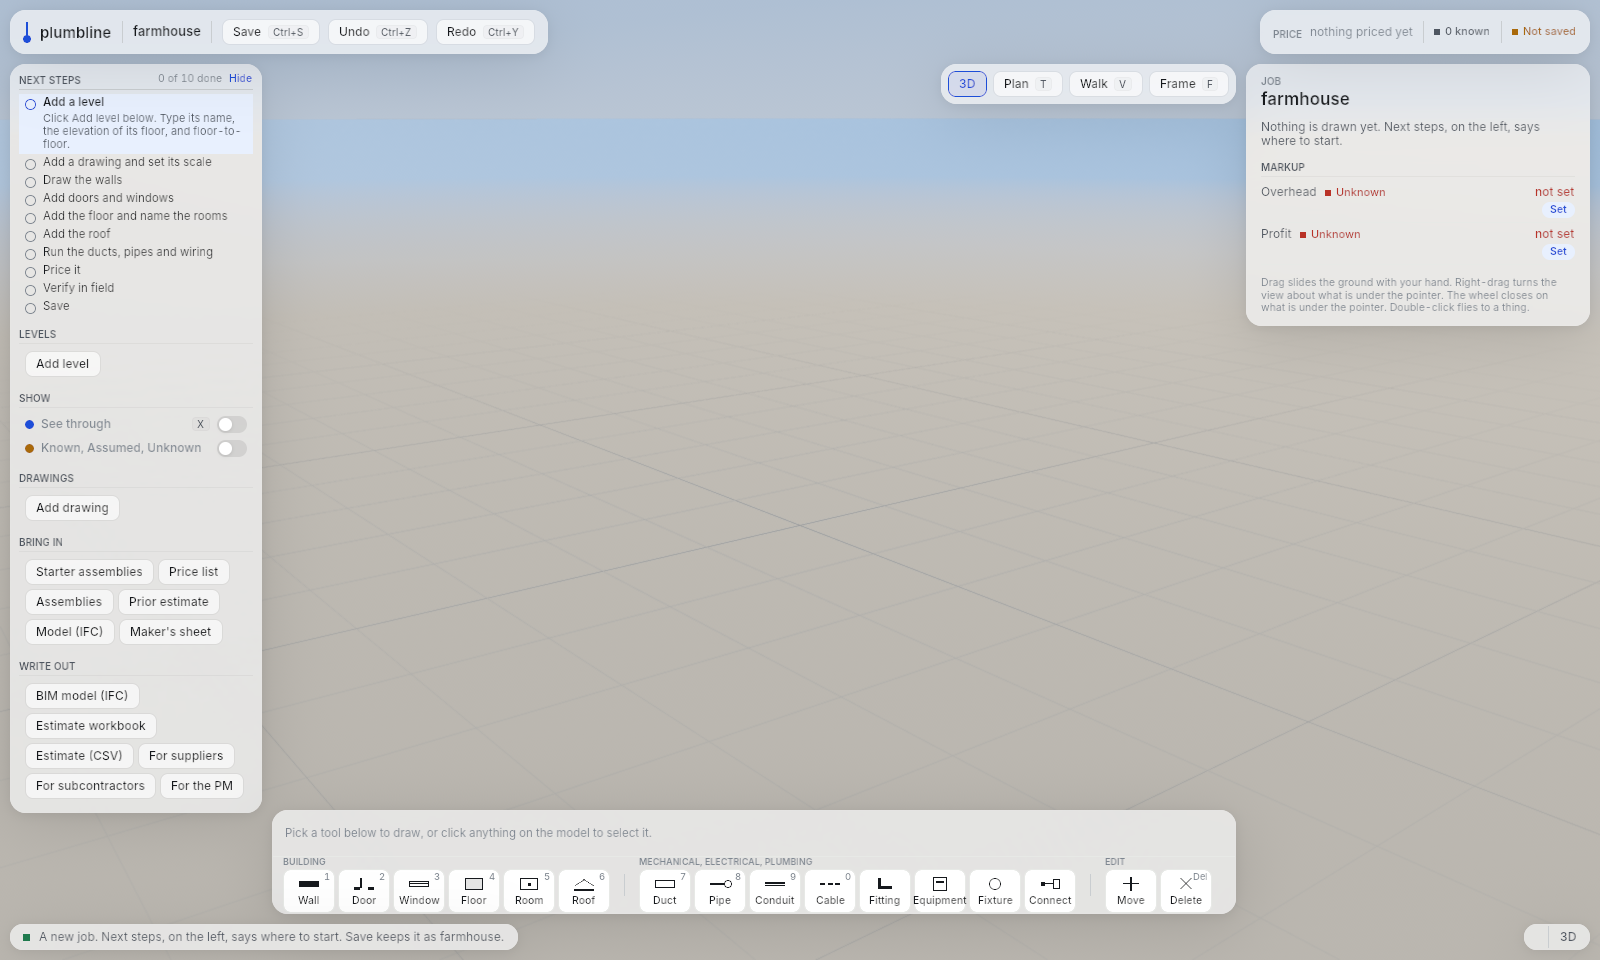 plumbline
farmhouse
Save Ctrl+S
Undo Ctrl+Z
Redo Ctrl+Y
PRICE nothing priced yet
0 known
Not saved
NEXT STEPS 0 of 10 done Hide
Add a level
Click Add level below. Type its name,
the elevation of its floor, and floor-to-
floor.
Add a drawing and set its scale
Draw the walls
Add doors and windows
Add the floor and name the rooms
Add the roof
Run the ducts, pipes and wiring
Price it
Verify in field
Save
LEVELS
Add level
SHOW
See through X
Known, Assumed, Unknown
DRAWINGS
Add drawing
BRING IN
Starter assemblies Price list
Assemblies Prior estimate
Model (IFC) Maker's sheet
WRITE OUT
BIM model (IFC)
Estimate workbook
Estimate (CSV) For suppliers
For subcontractors For the PM
3D Plan T Walk V Frame F
JOB
farmhouse
Nothing is drawn yet. Next steps, on the left, says
where to start.
MARKUP
Overhead Unknown not set
Set
Profit Unknown not set
Set
Drag slides the ground with your hand. Right-drag turns the
view about what is under the pointer. The wheel closes on
what is under the pointer. Double-click flies to a thing.
Pick a tool below to draw, or click anything on the model to select it.
BUILDING
1 2 3 4 5 6
Wall Door Window Floor Room Roof
MECHANICAL, ELECTRICAL, PLUMBING
7 8 9 0
Duct Pipe Conduit Cable Fitting Equipment Fixture Connect
EDIT
Del
Move Delete
A new job. Next steps, on the left, says where to start. Save keeps it as farmhouse.
3D